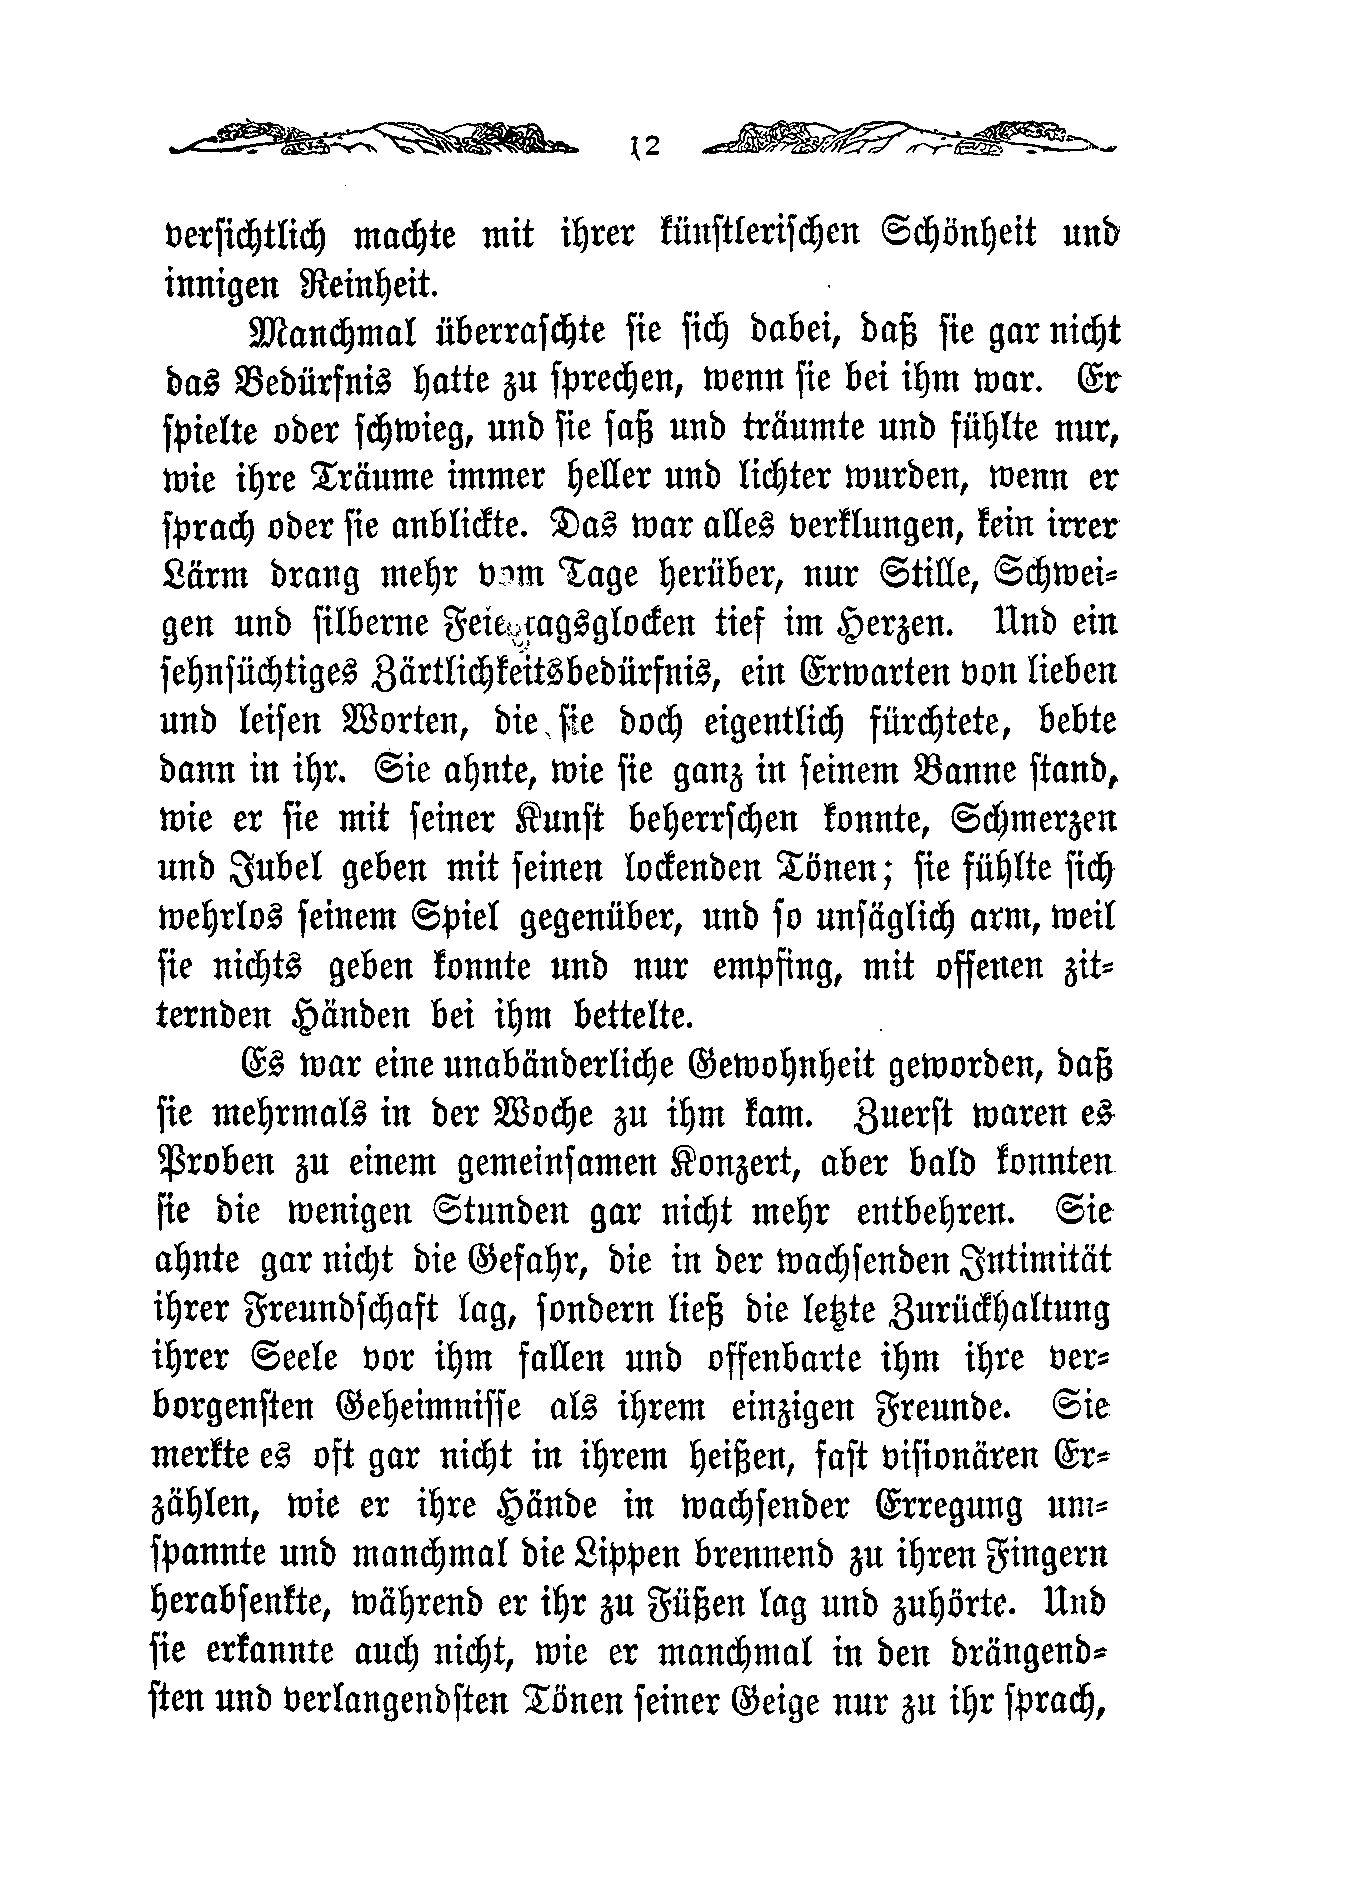 12
versichtlich machte mit ihrer künstlerischen Schönheit und
innigen Reinheit.
Manchmal überraschte sie sich dabei, daß sie gar nicht
das Bedürfnis hatte zu sprechen, wenn sie bei ihm war. Er
spielte oder schwieg, und sie saß und träumte und fühlte nur,
wie ihre Träume immer heller und lichter wurden, wenn er
sprach oder sie anblickte. Das war alles verklungen, kein irrer
Lärm drang mehr vom Tage herüber, nur Stille, Schwei-
gen und silberne Feiertagsglocken tief im Herzen. Und ein
sehnsüchtiges Zärtlichkeitsbedürfnis, ein Erwarten von lieben
und leisen Worten, die sie doch eigentlich fürchtete, bebte
dann in ihr. Sie ahnte, wie sie ganz in seinem Banne stand,
wie er sie mit seiner Kunst beherrschen konnte, Schmerzen
und Jubel geben mit seinen lockenden Tönen; sie fühlte sich
wehrlos seinem Spiel gegenüber, und so unsäglich arm, weil
sie nichts geben konnte und nur empfing, mit offenen zit-
ternden Händen bei ihm bettelte.
Es war eine unabänderliche Gewohnheit geworden, daß
sie mehrmals in der Woche zu ihm kam. Zuerst waren es
Proben zu einem gemeinsamen Konzert, aber bald konnten
sie die wenigen Stunden gar nicht mehr entbehren. Sie
ahnte gar nicht die Gefahr, die in der wachsenden Intimität
ihrer Freundschaft lag, sondern ließ die letzte Zurückhaltung
ihrer Seele vor ihm fallen und offenbarte ihm ihre ver-
borgensten Geheimnisse als ihrem einzigen Freunde. Sie
merkte es oft gar nicht in ihrem heißen, fast visionären Er-
zählen, wie er ihre Hände in wachsender Erregung um-
spannte und manchmal die Lippen brennend zu ihren Fingern
herabsenkte, während er ihr zu Füßen lag und zuhörte. Und
sie erkannte auch nicht, wie er manchmal in den drängend-
sten und verlangendsten Tönen seiner Geige nur zu ihr sprach,